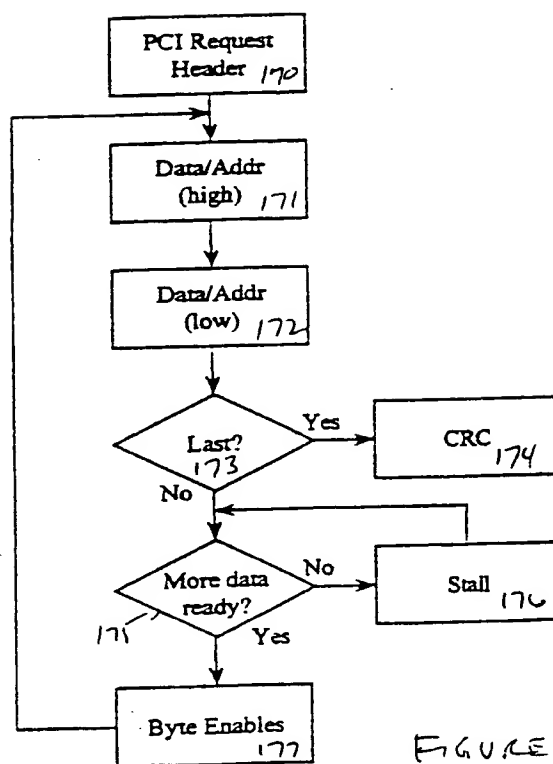 PCI Request
Header 170
Data/Addr
(high) 171
Data/Addr
(low) 172
Last?
173
Yes
CRC
174
No
More data
ready?
175
No
Stall
176
Yes
Byte Enables
177
FIGURE